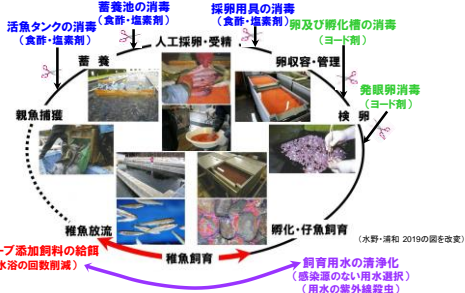 蓄養池の消毒
（食酢・塩素剤）
採卵用具の消毒
（食酢・塩素剤）
活魚タンクの消毒
（食酢・塩素剤）
卵及び孵化槽の消毒
（ヨード剤）
人工採卵・受精
蓄 養
卵収容・管理
発眼卵消毒
（ヨード剤）
親魚捕獲
検 卵
稚魚放流
孵化・仔魚飼育
（水野・浦和 2019の図を改変）
ーブ添加飼料の給餌
水浴の回数削減）
稚魚飼育
飼育用水の清浄化
（感染源のない用水選択）
（用水の紫外線殺虫）